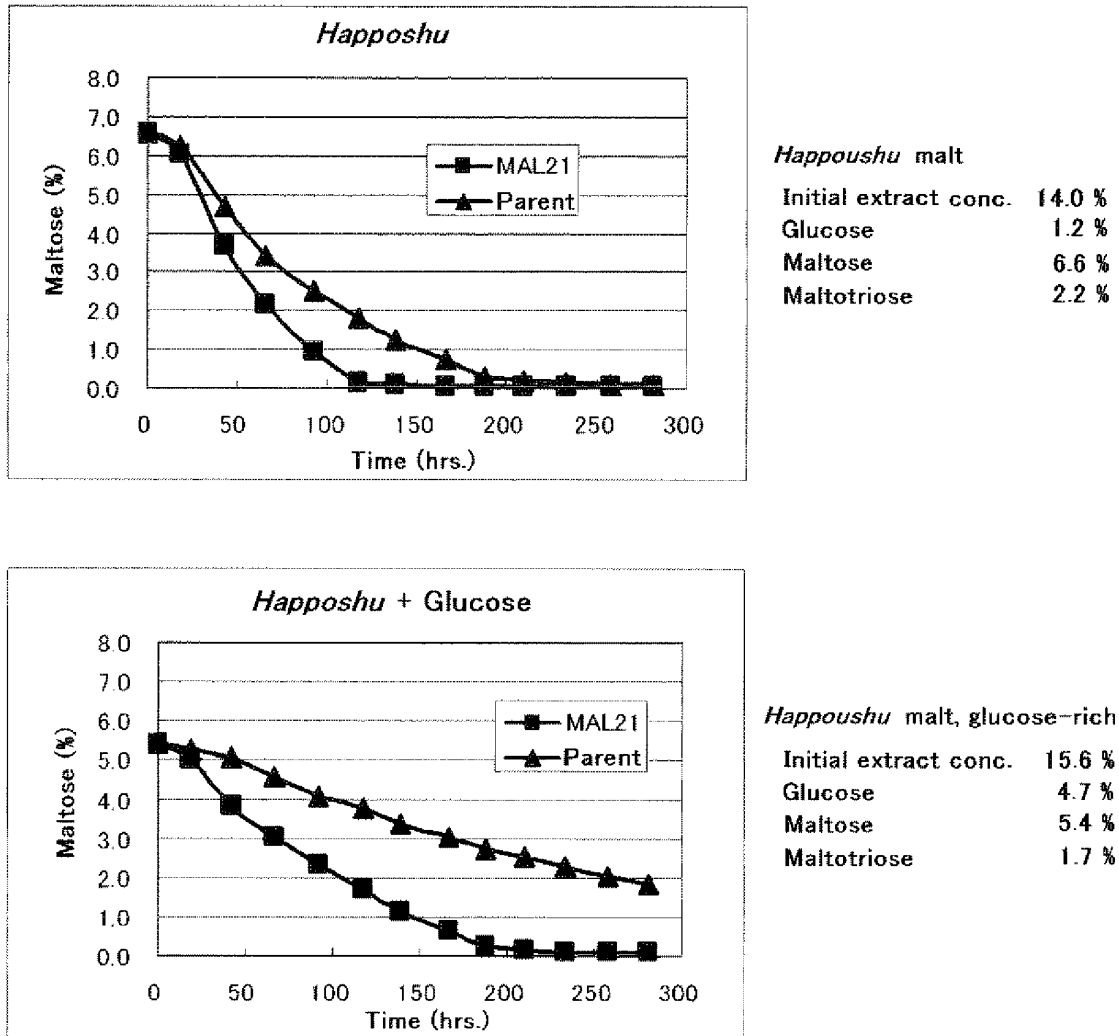 Happoshu
8.0
7.0
6.0
5.0
4.0
3.0
2.0
1.0
0.0
Maltose (%)
MAL21
Parent
0 50 100 150 200 250 300
Time (hrs.)
Happoushu malt
Initial extract conc. 14.0 %
Glucose 1.2 %
Maltose 6.6 %
Maltotriose 2.2 %
Happoshu + Glucose
8.0
7.0
6.0
5.0
4.0
3.0
2.0
1.0
0.0
Maltose (%)
MAL21
Parent
0 50 100 150 200 250 300
Time (hrs.)
Happoushu malt, glucose-rich
Initial extract conc. 15.6 %
Glucose 4.7 %
Maltose 5.4 %
Maltotriose 1.7 %